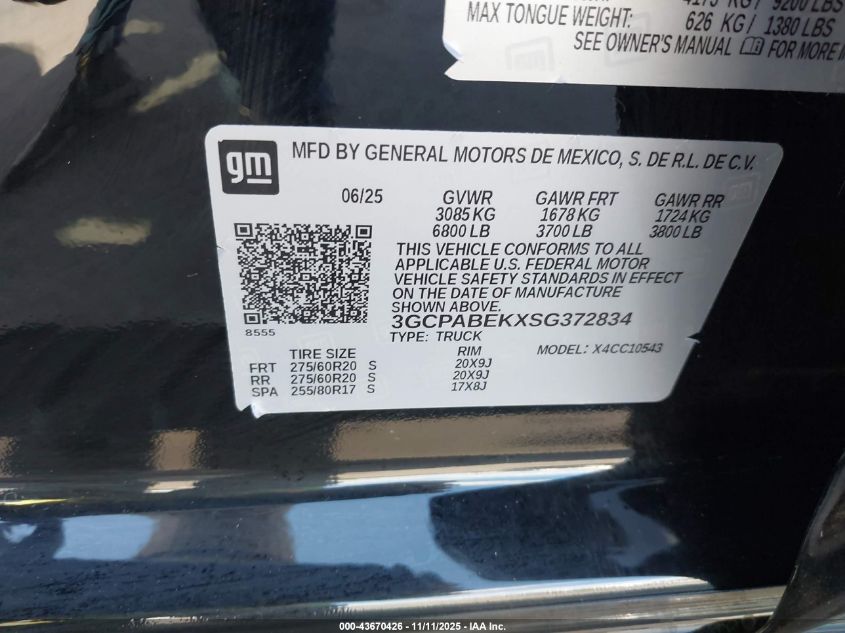 4173 KG / 9200 LBS
MAX TONGUE WEIGHT: 626 KG / 1380 LBS
SEE OWNER'S MANUAL FOR MORE
gm
MFD BY GENERAL MOTORS DE MEXICO, S. DE R.L. DE C.V.
06/25 GVWR GAWR FRT GAWR RR
3085 KG 1678 KG 1724 KG
6800 LB 3700 LB 3800 LB
THIS VEHICLE CONFORMS TO ALL
APPLICABLE U.S. FEDERAL MOTOR
VEHICLE SAFETY STANDARDS IN EFFECT
ON THE DATE OF MANUFACTURE
SHOWN ABOVE.
8555
3GCPABEKXSG372834
TYPE: TRUCK MODEL: X4CC10543
TIRE SIZE RIM
FRT 275/60R20 S 20X9J
RR 275/60R20 S 20X9J
SPA 255/80R17 S 17X8J
000-43670426 - 11/11/2025 - IAA Inc.